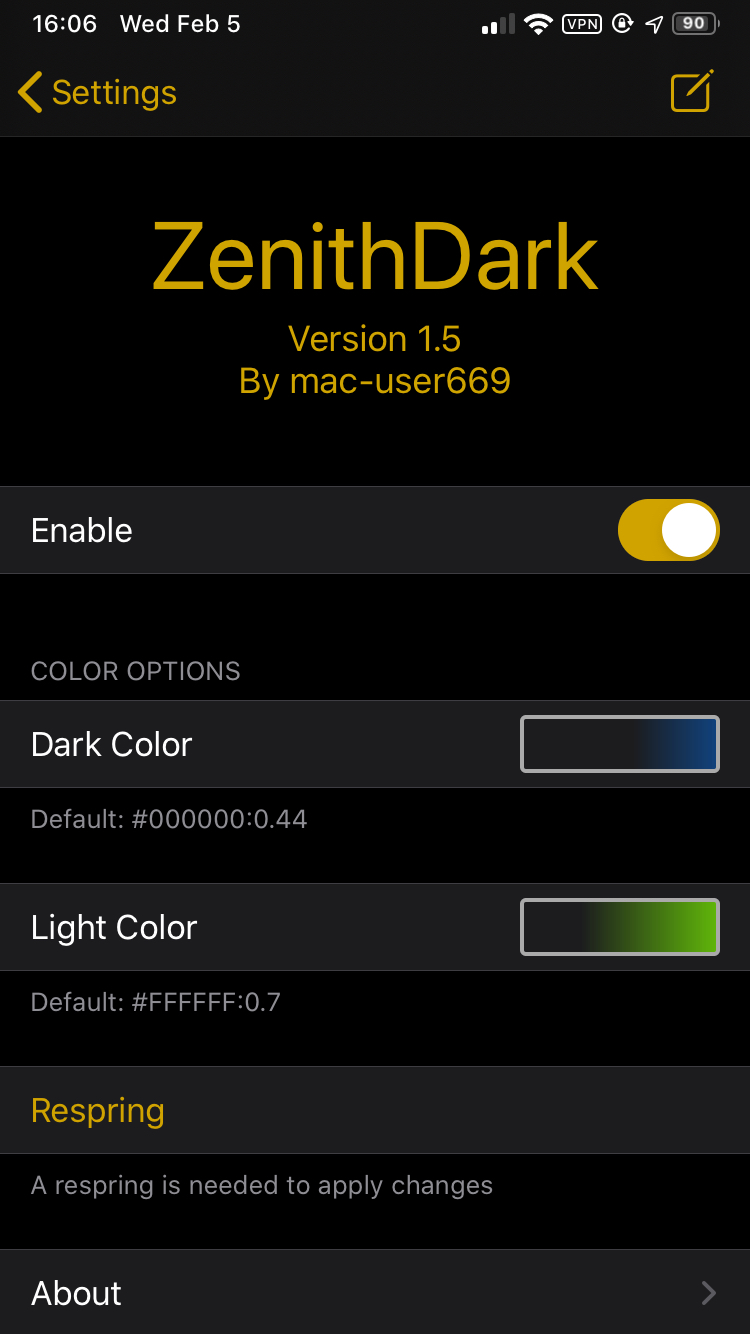 16:06 Wed Feb 5 VPN 90
Settings
ZenithDark
Version 1.5
By mac-user669
Enable
COLOR OPTIONS
Dark Color
Default: #000000:0.44
Light Color
Default: #FFFFFF:0.7
Respring
A respring is needed to apply changes
About